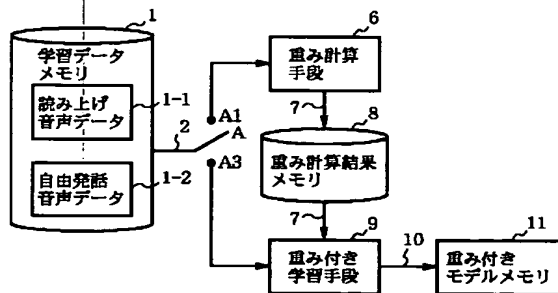 1
学習データ
メモリ
読み上げ
音声データ
1-1
自由発話
音声データ
1-2
2
A1
A
A3
6
重み計算
手段
7
8
重み計算結果
メモリ
7
9
重み付き
学習手段
10
11
重み付き
モデルメモリ